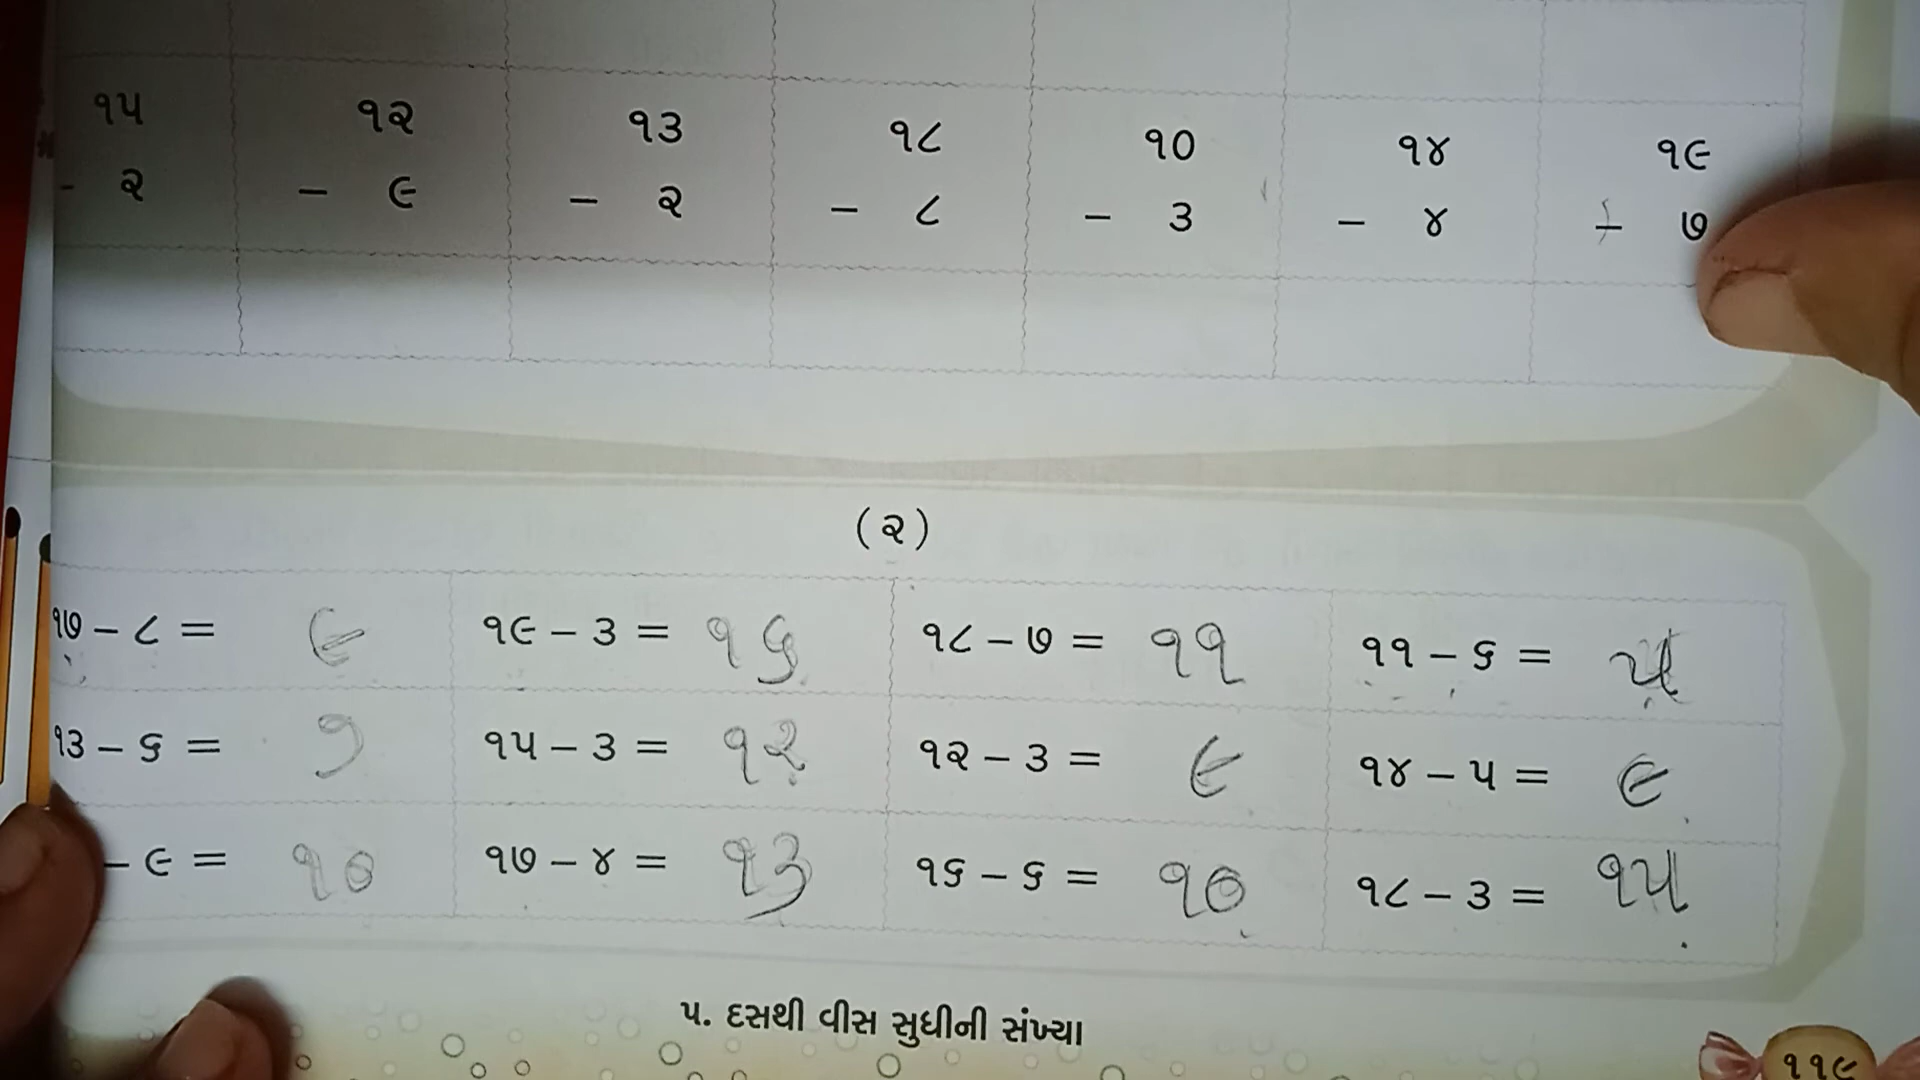 ૧૫ ૧૨ ૧૩ ૧૮ ૧૦ ૧૪ ૧૯
- ૨ - ૯ - ૨ - ૮ - ૩ - ૪ - ૭
(૨)
૧૭ - ૮ = ૯ ૧૯ - ૩ = ૧૬ ૧૮ - ૭ = ૧૧ ૧૧ - ૬ = ૫
૧૩ - ૬ = ૧૫ - ૩ = ૧૨ ૧૨ - ૩ = ૯ ૧૪ - ૫ = ૯
- ૯ = ૧૦ ૧૭ - ૪ = ૧૩ ૧૬ - ૬ = ૧૦ ૧૮ - ૩ = ૧૫
૫. દસથી વીસ સુધીની સંખ્યા
૧૧૯